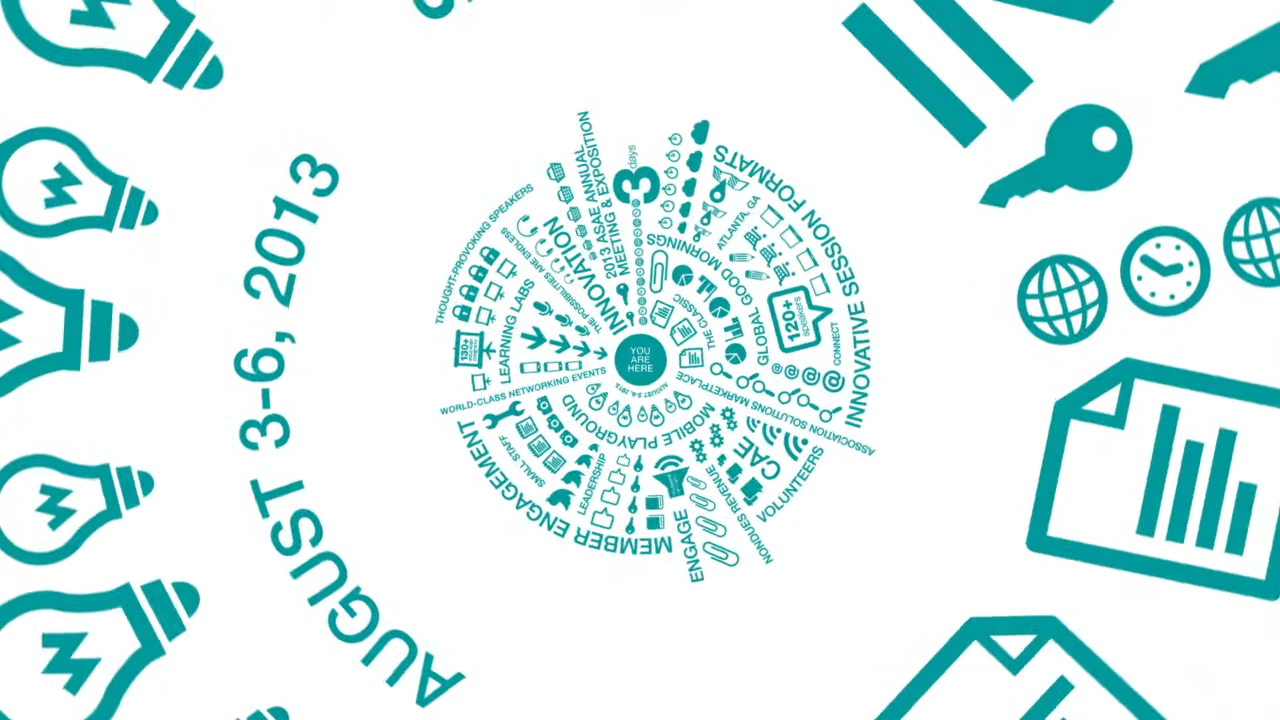 AUGUST 3-6, 2013
YOU
ARE
HERE
AUGUST 3-6, 2013
2013 ASAE ANNUAL
MEETING & EXPOSITION
3 days
INNOVATIVE SESSION FORMATS
ATLANTA, GA
GOOD MORNINGS
GLOBAL
THE CLASSIC
120+
speakers
CONNECT
ASSOCIATION SOLUTIONS MARKETPLACE
CAE
VOLUNTEERS
NONDUES REVENUE
MOBILE PLAYGROUND
ENGAGE
LEADERSHIP
MEMBER ENGAGEMENT
SMALL STAFF
WORLD-CLASS NETWORKING EVENTS
LEARNING LABS
130+
THOUGHT-PROVOKING SPEAKERS
THE POSSIBILITIES ARE ENDLESS
INNOVATION